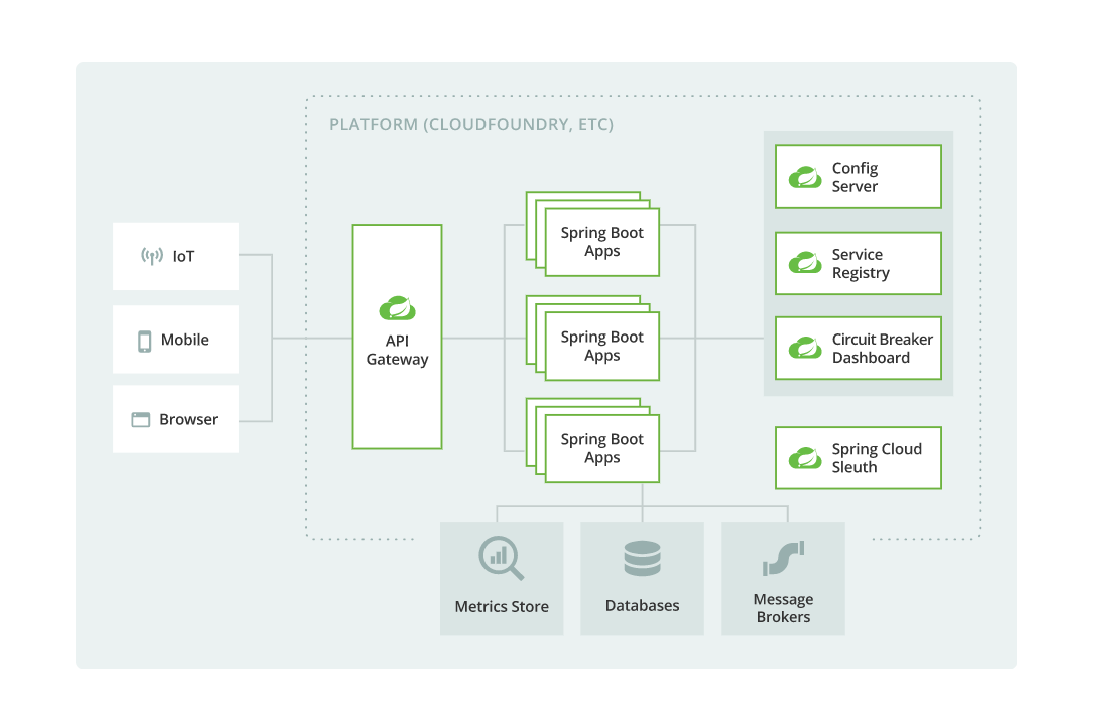 PLATFORM (CLOUDFOUNDRY, ETC)
IoT
Mobile
Browser
API
Gateway
Spring Boot
Apps
Spring Boot
Apps
Spring Boot
Apps
Config
Server
Service
Registry
Circuit Breaker
Dashboard
Spring Cloud
Sleuth
Metrics Store
Databases
Message
Brokers